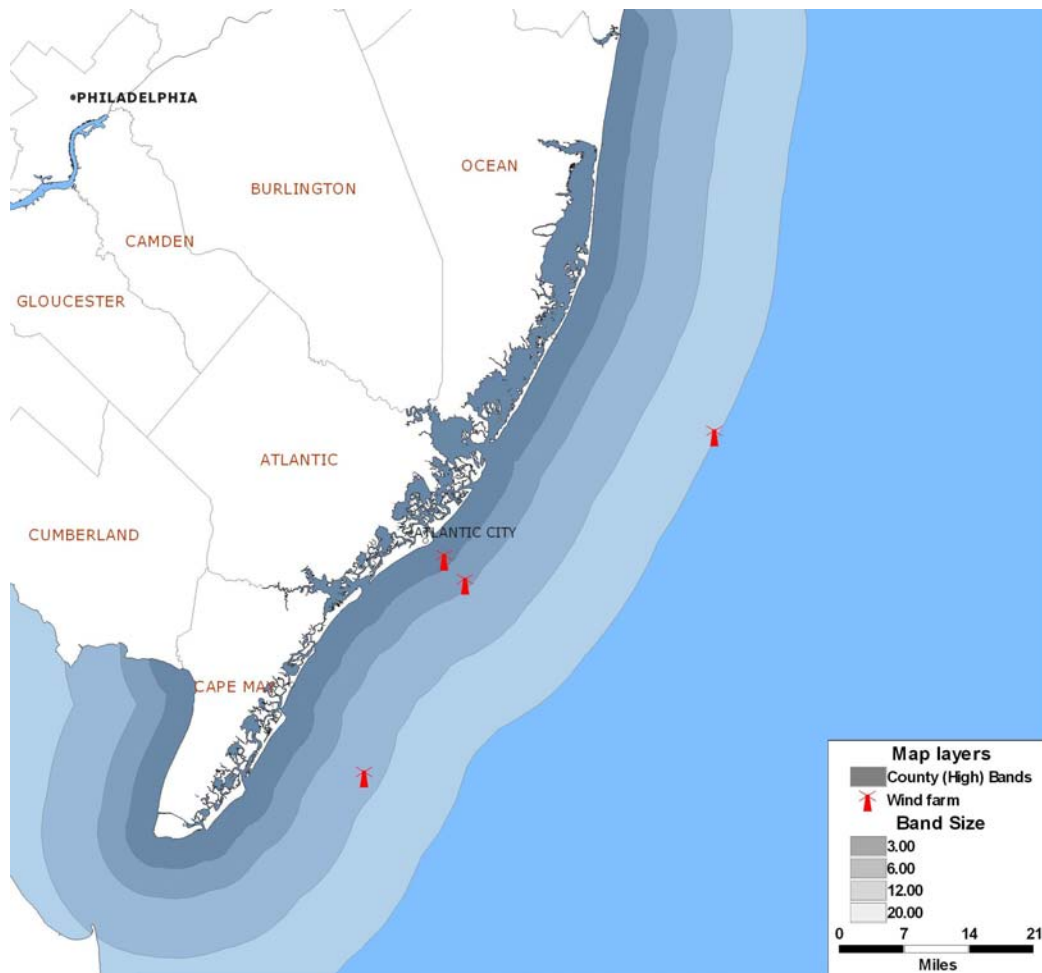 PHILADELPHIA
OCEAN
BURLINGTON
CAMDEN
GLOUCESTER
ATLANTIC
ATLANTIC CITY
CUMBERLAND
CAPE MAY
Map layers
County (High) Bands
Wind farm
Band Size
3.00
6.00
12.00
20.00
0 7 14 21
Miles